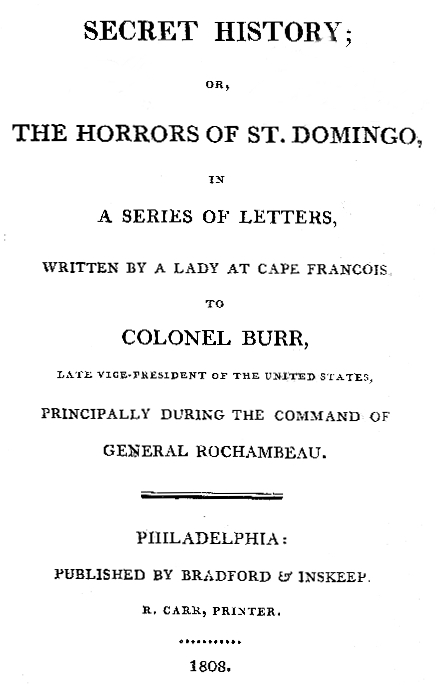 SECRET HISTORY;
OR,
THE HORRORS OF ST. DOMINGO,
IN
A SERIES OF LETTERS,
WRITTEN BY A LADY AT CAPE FRANCOIS
TO
COLONEL BURR,
LATE VICE-PRESIDENT OF THE UNITED STATES,
PRINCIPALLY DURING THE COMMAND OF
GENERAL ROCHAMBEAU.
PHILADELPHIA:
PUBLISHED BY BRADFORD & INSKEEP.
R. CARR, PRINTER.
...........
1808.